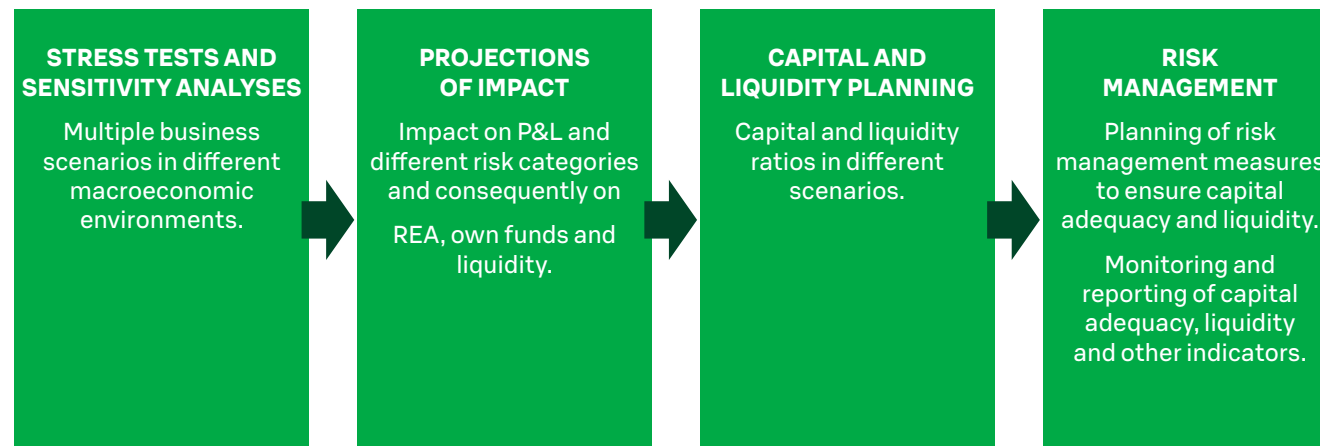 STRESS TESTS AND
SENSITIVITY ANALYSES
Multiple business
scenarios in different
macroeconomic
environments.
PROJECTIONS
OF IMPACT
Impact on P&L and
different risk categories
and consequently on
REA, own funds and
liquidity.
CAPITAL AND
LIQUIDITY PLANNING
Capital and liquidity
ratios in different
scenarios.
RISK
MANAGEMENT
Planning of risk
management measures
to ensure capital
adequacy and liquidity.
Monitoring and
reporting of capital
adequacy, liquidity
and other indicators.